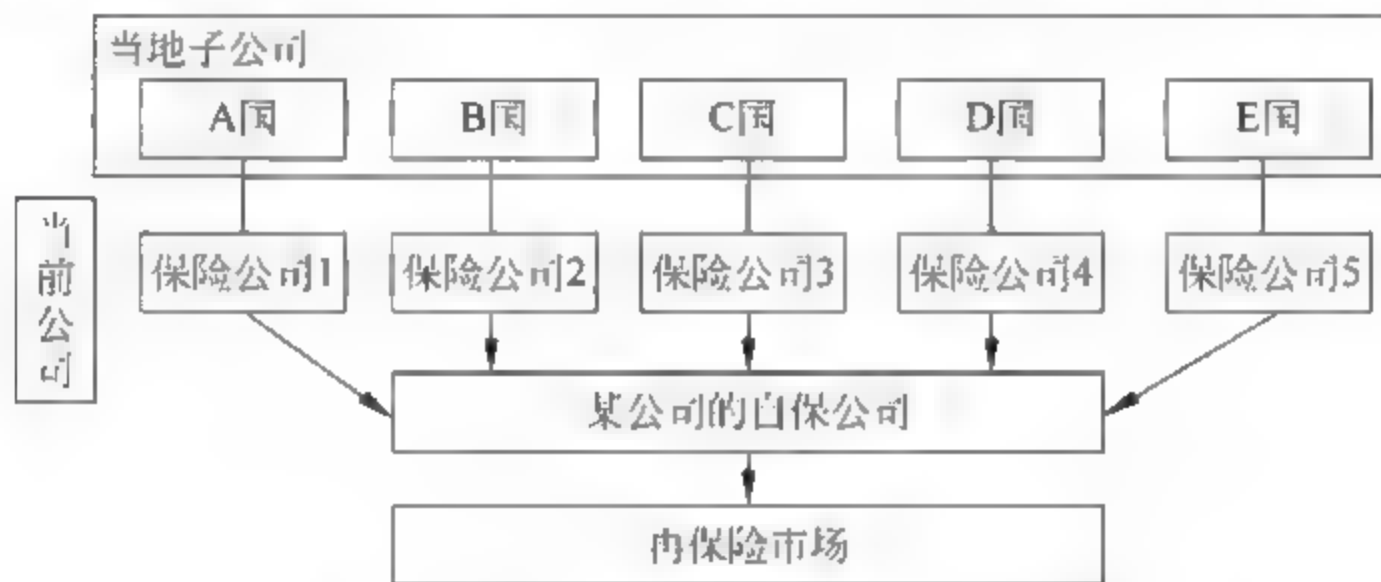 当地子公司
A国
B国
C国
D国
E国
当前公司
保险公司1
保险公司2
保险公司3
保险公司4
保险公司5
某公司的自保公司
再保险市场